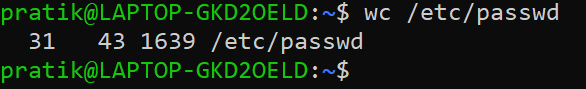 pratik@LAPTOP-GKD2OELD:~$ wc /etc/passwd
  31   43 1639 /etc/passwd
pratik@LAPTOP-GKD2OELD:~$